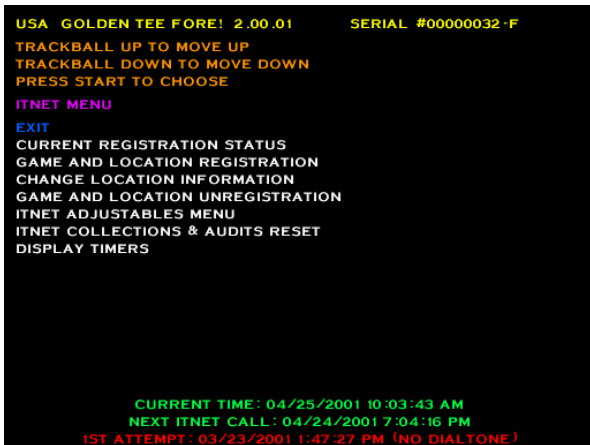 USA GOLDEN TEE FORE! 2.00.01 SERIAL #00000032-F
TRACKBALL UP TO MOVE UP
TRACKBALL DOWN TO MOVE DOWN
PRESS START TO CHOOSE
ITNET MENU
EXIT
CURRENT REGISTRATION STATUS
GAME AND LOCATION REGISTRATION
CHANGE LOCATION INFORMATION
GAME AND LOCATION UNREGISTRATION
ITNET ADJUSTABLES MENU
ITNET COLLECTIONS & AUDITS RESET
DISPLAY TIMERS
CURRENT TIME: 04/25/2001 10:03:43 AM
NEXT ITNET CALL: 04/24/2001 7:04:16 PM
1ST ATTEMPT: 03/23/2001 1:47:27 PM (NO DIALTONE)